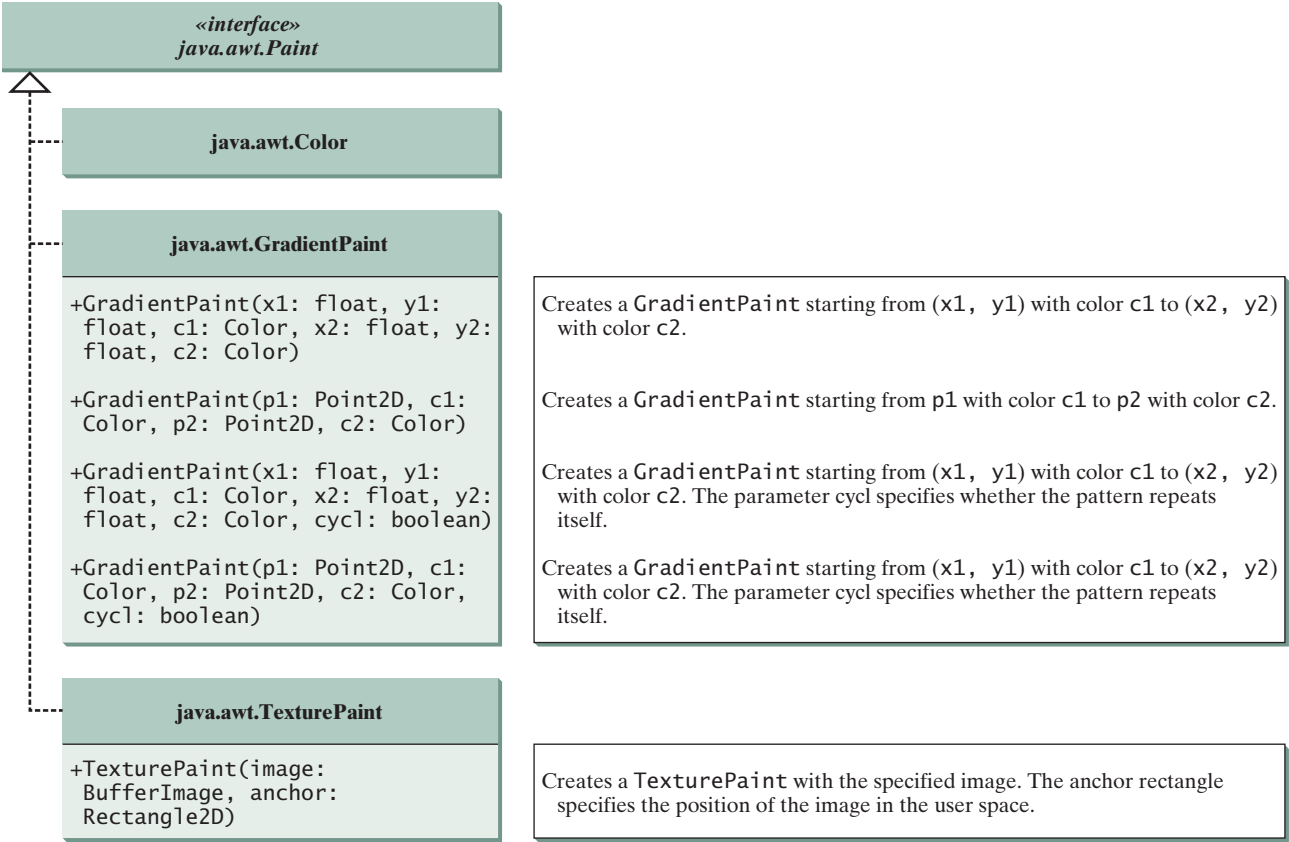 «interface»
java.awt.Paint
java.awt.Color
java.awt.GradientPaint
+GradientPaint(x1: float, y1:
float, c1: Color, x2: float, y2:
float, c2: Color)
Creates a GradientPaint starting from (x1, y1) with color c1 to (x2, y2)
with color c2.
+GradientPaint(p1: Point2D, c1:
Color, p2: Point2D, c2: Color)
Creates a GradientPaint starting from p1 with color c1 to p2 with color c2.
+GradientPaint(x1: float, y1:
float, c1: Color, x2: float, y2:
float, c2: Color, cycl: boolean)
Creates a GradientPaint starting from (x1, y1) with color c1 to (x2, y2)
with color c2. The parameter cycl specifies whether the pattern repeats
itself.
+GradientPaint(p1: Point2D, c1:
Color, p2: Point2D, c2: Color,
cycl: boolean)
Creates a GradientPaint starting from (x1, y1) with color c1 to (x2, y2)
with color c2. The parameter cycl specifies whether the pattern repeats
itself.
java.awt.TexturePaint
+TexturePaint(image:
BufferImage, anchor:
Rectangle2D)
Creates a TexturePaint with the specified image. The anchor rectangle
specifies the position of the image in the user space.